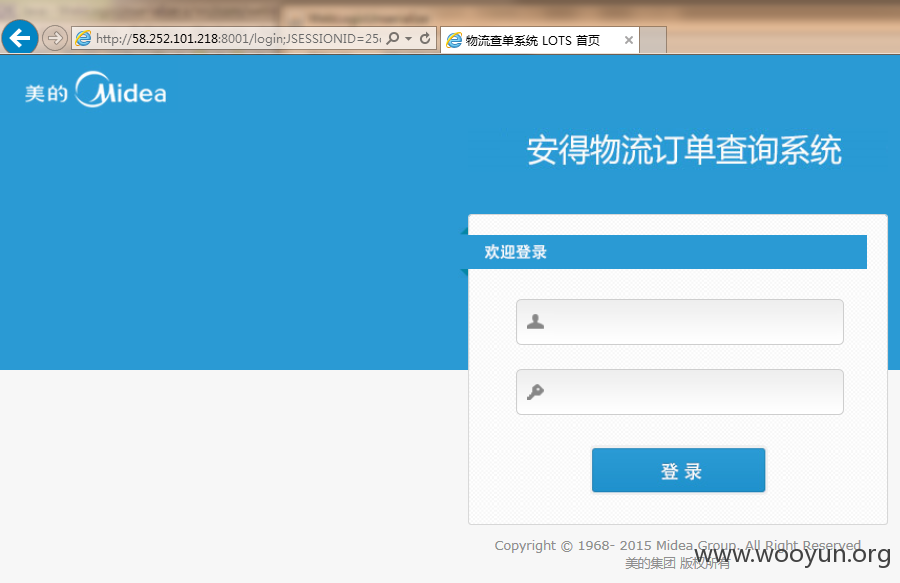 http://58.252.101.218:8001/login;JSESSIONID=25
物流查单系统 LOTS 首页
美的 Midea
安得物流订单查询系统
欢迎登录
登 录
Copyright © 1968- 2015 Midea Group. All Right Reserved
美的集团 版权所有
www.wooyun.org